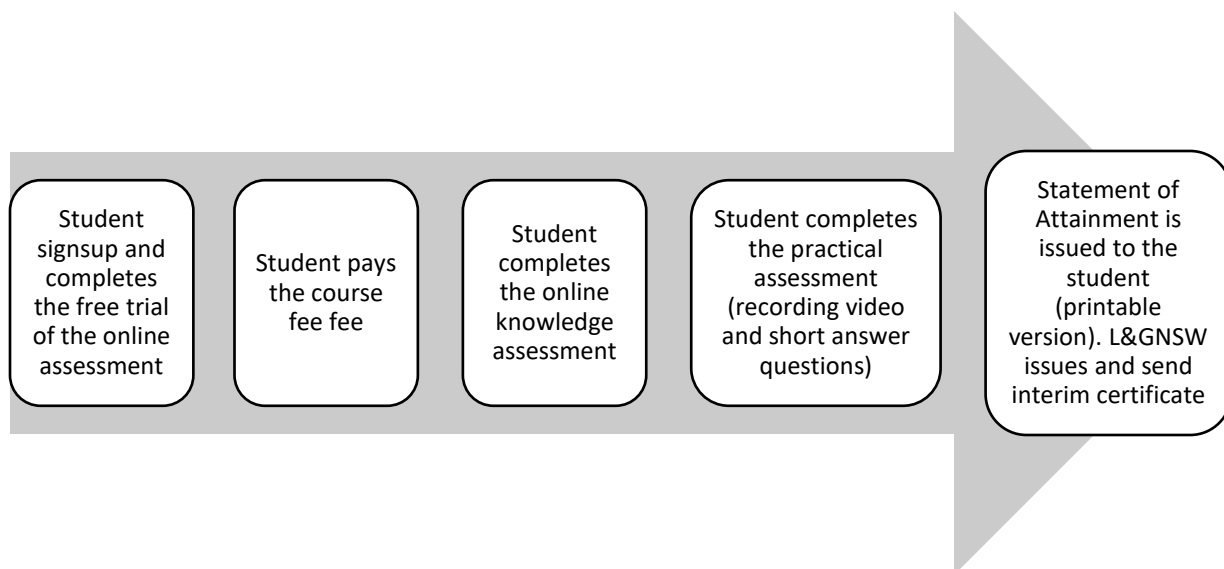 Student
signsup and
completes
the free trial
of the online
assessment
Student pays
the course
fee fee
Student
completes
the online
knowledge
assessment
Student completes
the practical
assessment
(recording video
and short answer
questions)
Statement of
Attainment is
issued to the
student
(printable
version). L&GNSW
issues and send
interim certificate